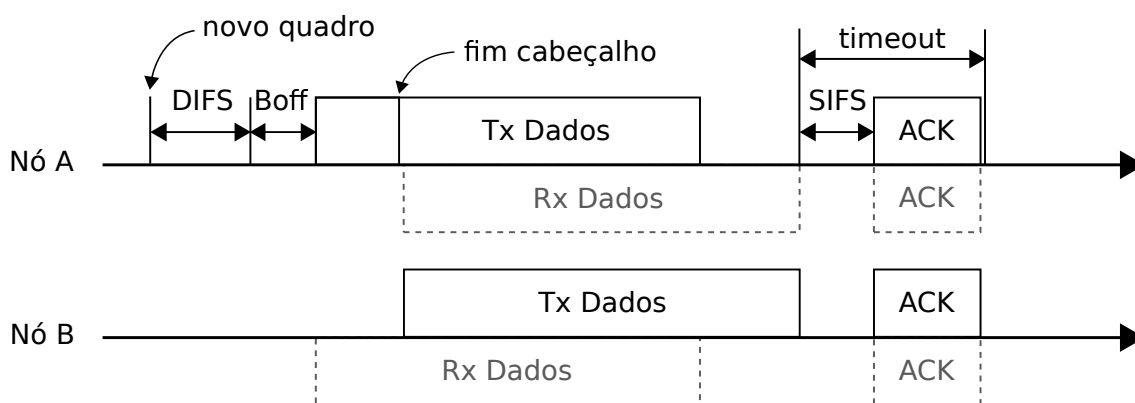 novo quadro
fim cabeçalho
timeout
DIFS
Boff
SIFS
Tx Dados
ACK
Nó A
Rx Dados
ACK
Tx Dados
ACK
Nó B
Rx Dados
ACK